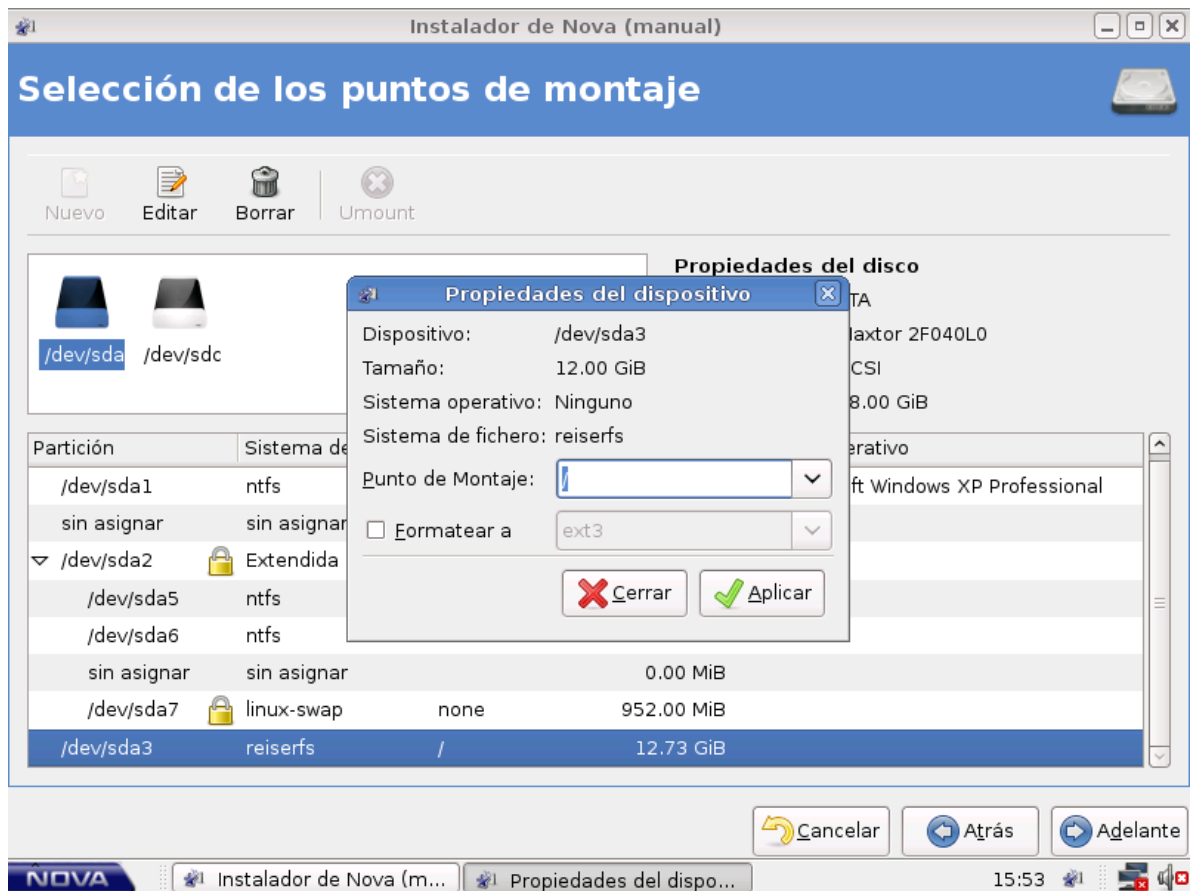 Instalador de Nova (manual)
Selección de los puntos de montaje
Nuevo Editar Borrar Umount
/dev/sda /dev/sdc
Propiedades del disco
TA
laxtor 2F040L0
CSI
8.00 GiB
Propiedades del dispositivo
Dispositivo: /dev/sda3
Tamaño: 12.00 GiB
Sistema operativo: Ninguno
Sistema de fichero: reiserfs
Punto de Montaje: /
Formatear a ext3
Cerrar Aplicar
Partición Sistema de erativo
/dev/sda1 ntfs ft Windows XP Professional
sin asignar sin asignar
/dev/sda2 Extendida
/dev/sda5 ntfs
/dev/sda6 ntfs
sin asignar sin asignar 0.00 MiB
/dev/sda7 linux-swap none 952.00 MiB
/dev/sda3 reiserfs / 12.73 GiB
Cancelar Atrás Adelante
NOVA Instalador de Nova (m... Propiedades del dispo... 15:53